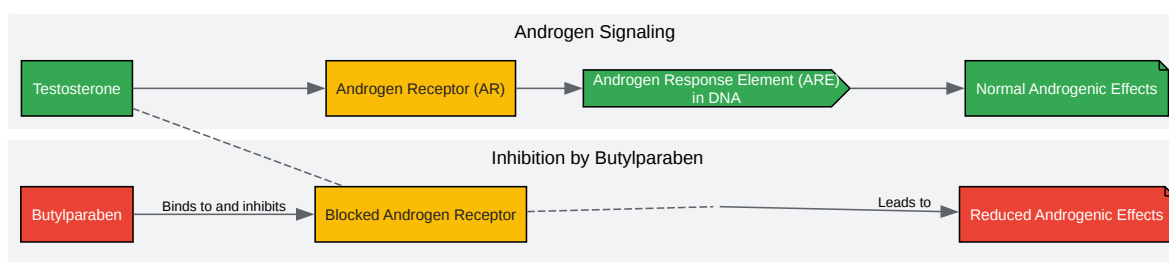 Androgen Signaling
Testosterone
Androgen Receptor (AR)
Androgen Response Element (ARE)
in DNA
Normal Androgenic Effects
Inhibition by Butylparaben
Butylparaben
Binds to and inhibits
Blocked Androgen Receptor
Leads to
Reduced Androgenic Effects